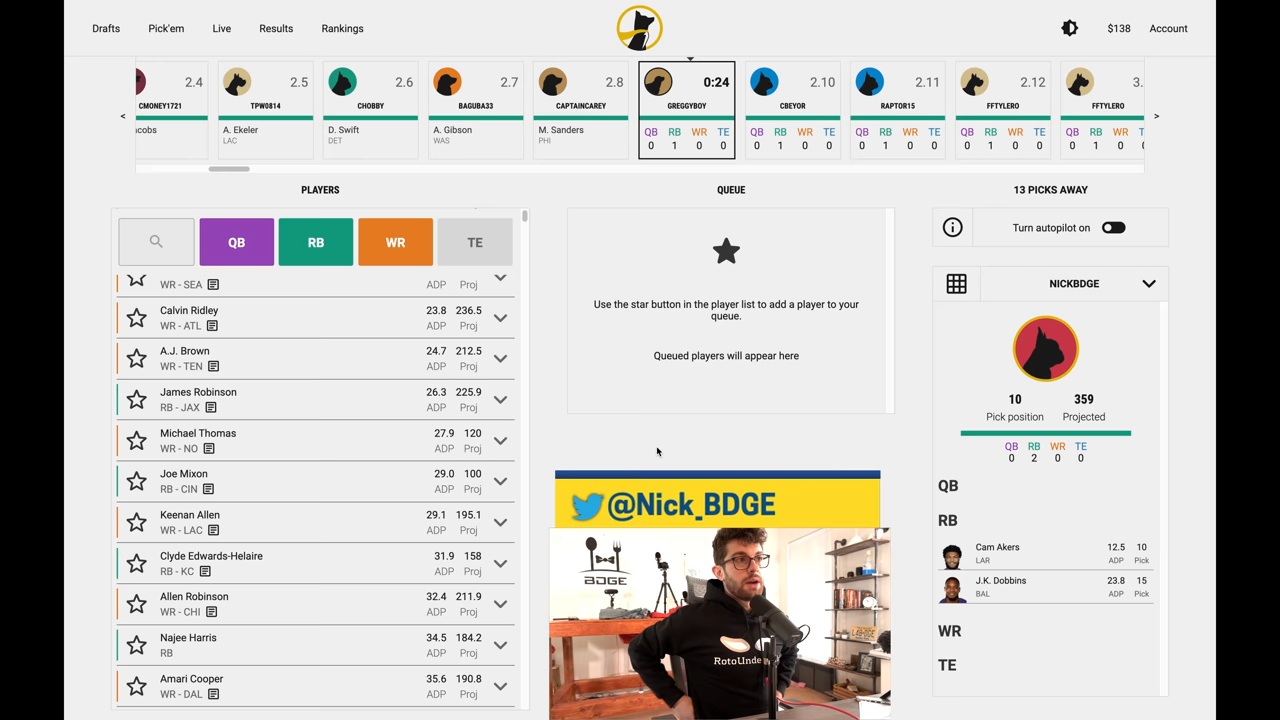 Drafts Pick'em Live Results Rankings $138 Account
2.4 2.5 2.6 2.7 2.8 0:24 2.10 2.11 2.12 3.
CMONEY1721 TPW0814 CHOBBY BAGUBA33 CAPTAINCAREY GREGGYBOY CBEYOR RAPTOR15 FFTYLERO FFTYLERO
cobs A. Ekeler D. Swift A. Gibson M. Sanders QB RB WR TE QB RB WR TE QB RB WR TE QB RB WR TE QB RB WR
LAC DET WAS PHI 0 1 0 0 0 1 0 0 0 1 0 0 0 1 0 0 0 1 0
< >
PLAYERS QUEUE 13 PICKS AWAY
QB RB WR TE
WR - SEA ADP Proj
Calvin Ridley 23.8 236.5
WR - ATL ADP Proj
A.J. Brown 24.7 212.5
WR - TEN ADP Proj
James Robinson 26.3 225.9
RB - JAX ADP Proj
Michael Thomas 27.9 120
WR - NO ADP Proj
Joe Mixon 29.0 100
RB - CIN ADP Proj
Keenan Allen 29.1 195.1
WR - LAC ADP Proj
Clyde Edwards-Helaire 31.9 158
RB - KC ADP Proj
Allen Robinson 32.4 211.9
WR - CHI ADP Proj
Najee Harris 34.5 184.2
RB ADP Proj
Amari Cooper 35.6 190.8
WR - DAL ADP Proj
Use the star button in the player list to add a player to your
queue.
Queued players will appear here
@Nick_BDGE
BDGE
RotoUnde
Turn autopilot on
NICKBDGE
10 359
Pick position Projected
QB RB WR TE
0 2 0 0
QB
RB
Cam Akers 12.5 10
LAR ADP Pick
J.K. Dobbins 23.8 15
BAL ADP Pick
WR
TE